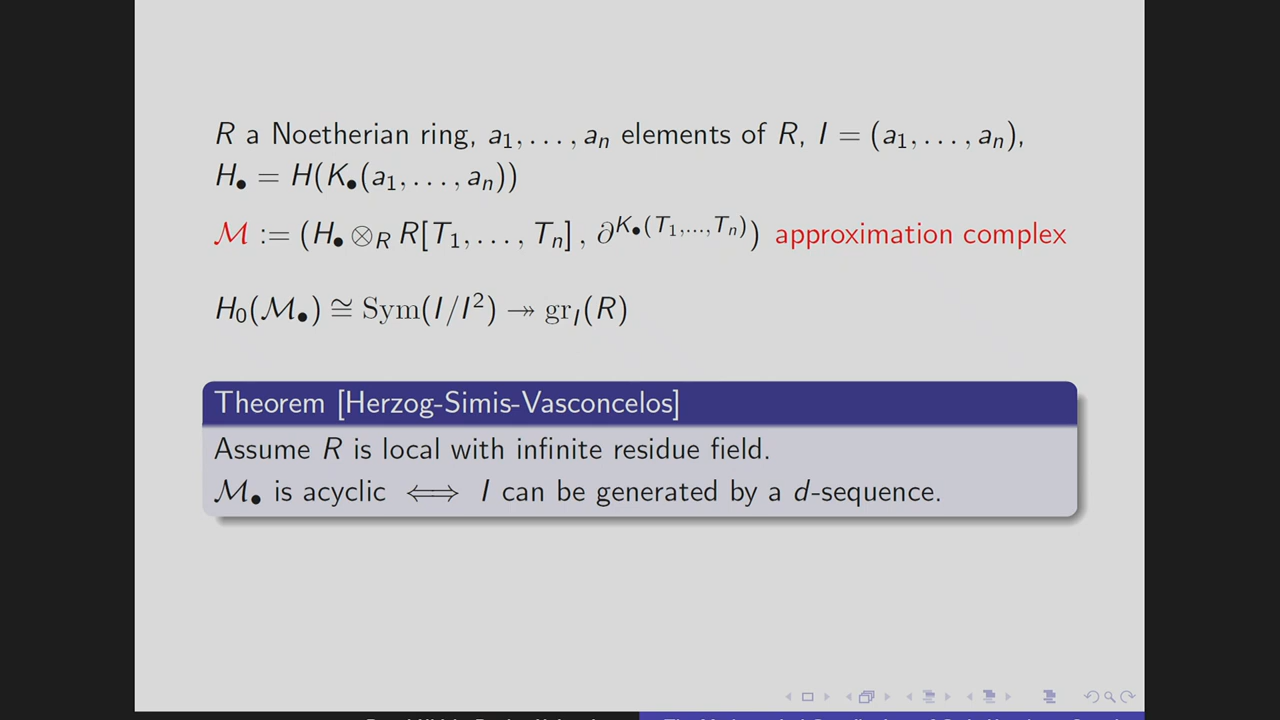 R a Noetherian ring, a₁, . . . , aₙ elements of R, I = (a₁, . . . , aₙ),
H• = H(K•(a₁, . . . , aₙ))
ℳ := (H• ⊗_R R[T₁, . . . , Tₙ] , ∂^{K•(T₁,...,Tₙ)}) approximation complex
H₀(ℳ•) ≅ Sym(I/I²) ↠ gr_I(R)
Theorem [Herzog-Simis-Vasconcelos]
Assume R is local with infinite residue field.
ℳ• is acyclic ⟺ I can be generated by a d-sequence.